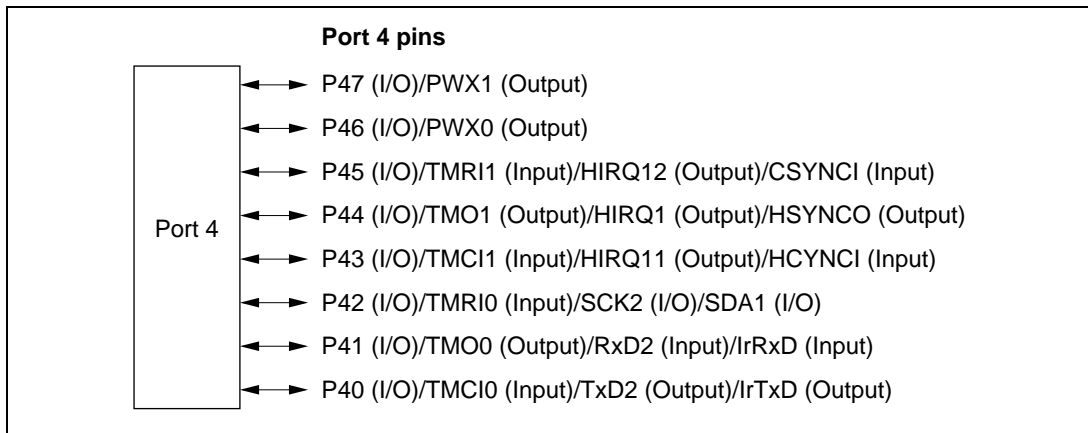 Port 4 pins
P47 (I/O)/PWX1 (Output)
P46 (I/O)/PWX0 (Output)
P45 (I/O)/TMRI1 (Input)/HIRQ12 (Output)/CSYNCI (Input)
P44 (I/O)/TMO1 (Output)/HIRQ1 (Output)/HSYNCO (Output)
Port 4
P43 (I/O)/TMCI1 (Input)/HIRQ11 (Output)/HCYNCI (Input)
P42 (I/O)/TMRI0 (Input)/SCK2 (I/O)/SDA1 (I/O)
P41 (I/O)/TMO0 (Output)/RxD2 (Input)/IrRxD (Input)
P40 (I/O)/TMCI0 (Input)/TxD2 (Output)/IrTxD (Output)